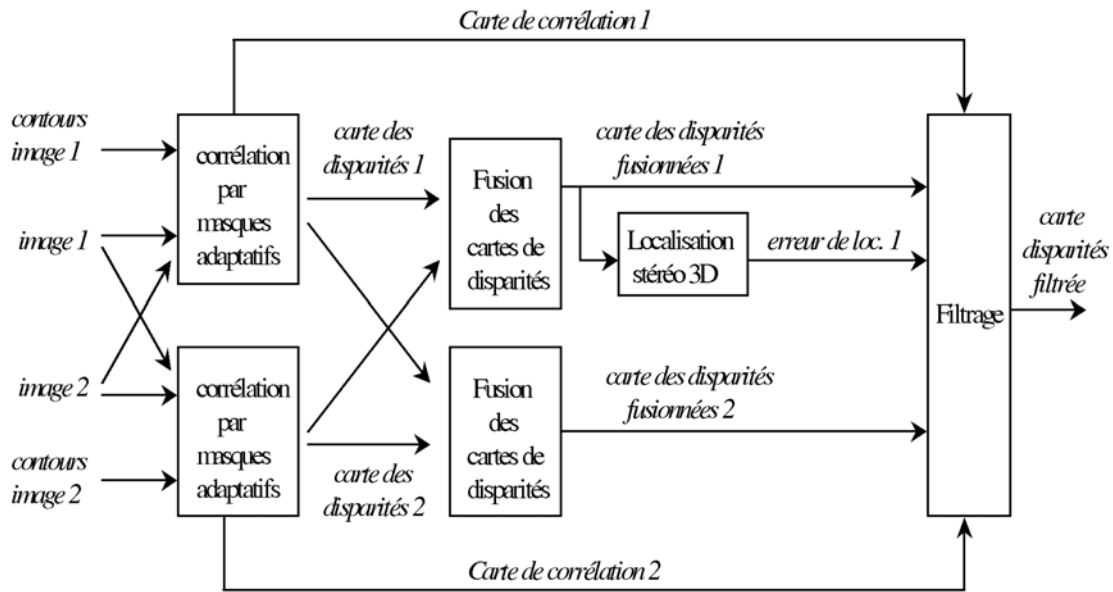 Carte de corrélation 1
contours
image 1
image 1
image 2
contours
image 2
corrélation
par
masques
adaptatifs
corrélation
par
masques
adaptatifs
carte des
disparités 1
carte des
disparités 2
Fusion
des
cartes de
disparités
Fusion
des
cartes de
disparités
carte des disparités
fusionnées 1
Localisation
stéréo 3D
erreur de loc. 1
carte des disparités
fusionnées 2
Filtrage
carte
disparités
filtrée
Carte de corrélation 2